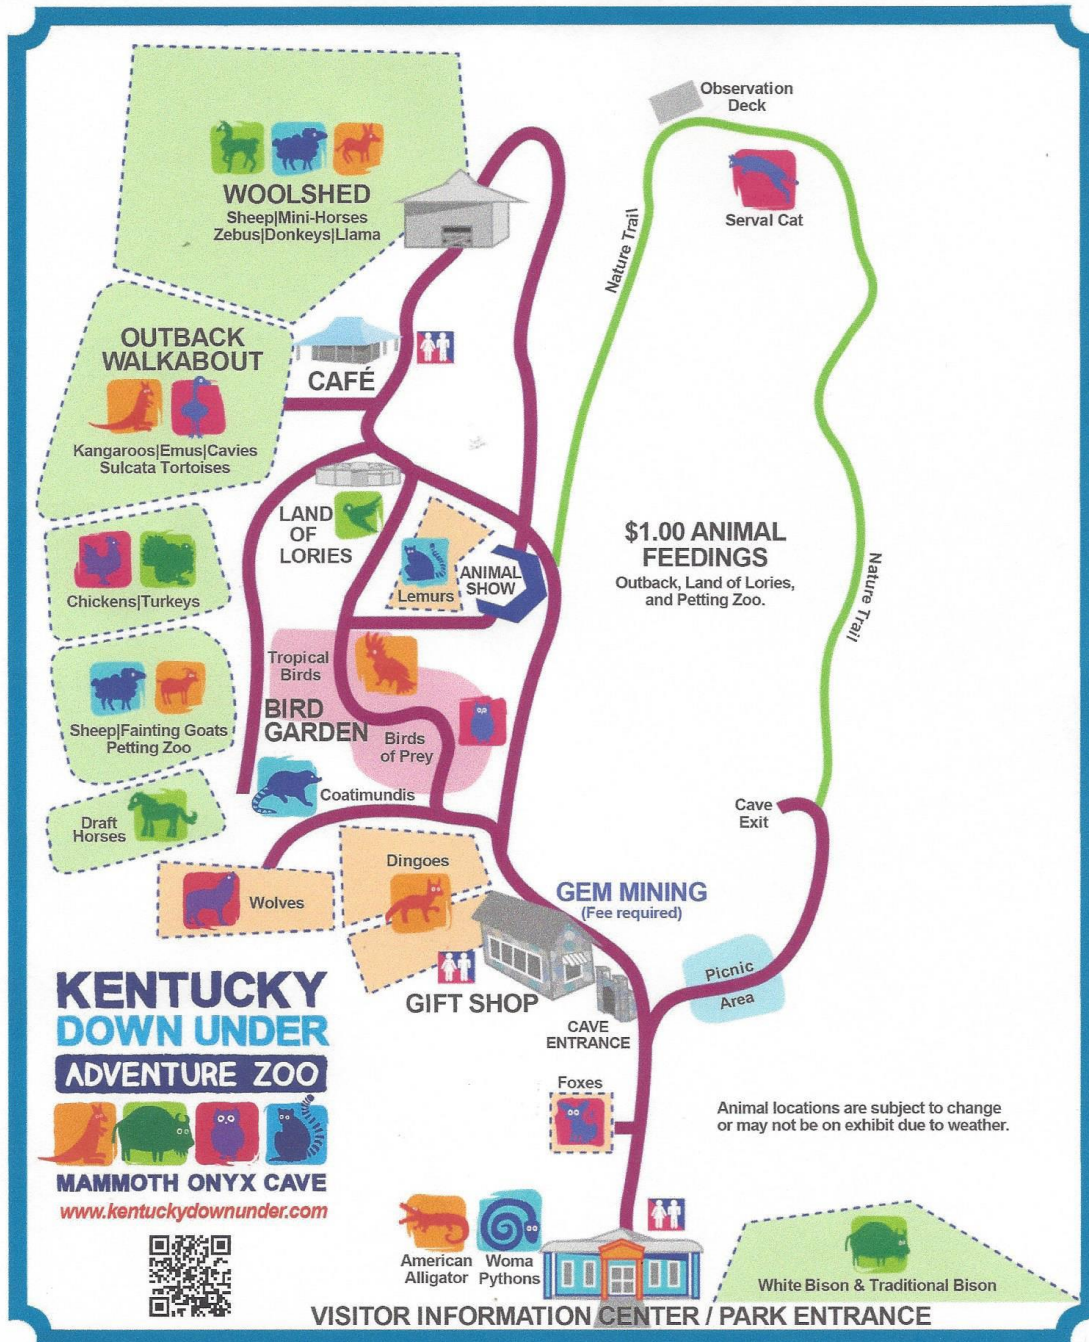 Observation
Deck
Serval Cat
Nature Trail
WOOLSHED
Sheep|Mini-Horses
Zebus|Donkeys|Llama
OUTBACK
WALKABOUT
Kangaroos|Emus|Cavies
Sulcata Tortoises
CAFÉ
LAND
OF
LORIES
Lemurs
ANIMAL
SHOW
$1.00 ANIMAL
FEEDINGS
Outback, Land of Lories,
and Petting Zoo.
Nature Trail
Chickens|Turkeys
Sheep|Fainting Goats
Petting Zoo
Tropical
Birds
BIRD
GARDEN
Birds
of Prey
Coatimundis
Draft
Horses
Wolves
Dingoes
Cave
Exit
GEM MINING
(Fee required)
Picnic
Area
GIFT SHOP
CAVE
ENTRANCE
KENTUCKY
DOWN UNDER
ADVENTURE ZOO
MAMMOTH ONYX CAVE
www.kentuckydownunder.com
Foxes
Animal locations are subject to change
or may not be on exhibit due to weather.
American
Alligator
Woma
Pythons
White Bison & Traditional Bison
VISITOR INFORMATION CENTER / PARK ENTRANCE